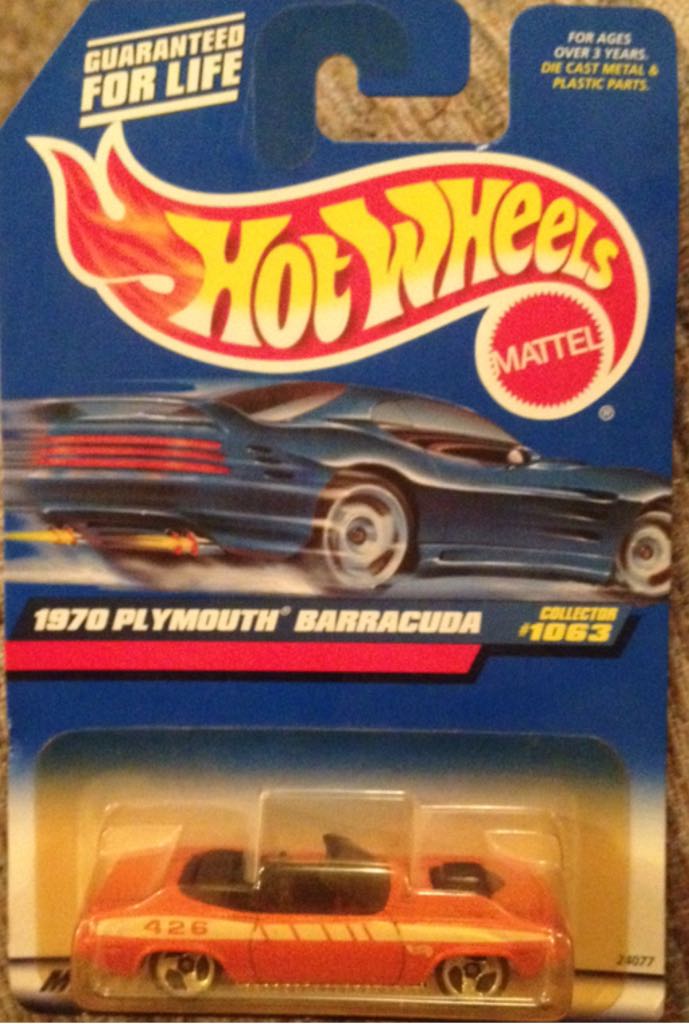 GUARANTEED
FOR LIFE
FOR AGES
OVER 3 YEARS.
DIE CAST METAL &
PLASTIC PARTS.
Hot Wheels
MATTEL
®
1970 PLYMOUTH® BARRACUDA
COLLECTOR
#1063
426
24077
M